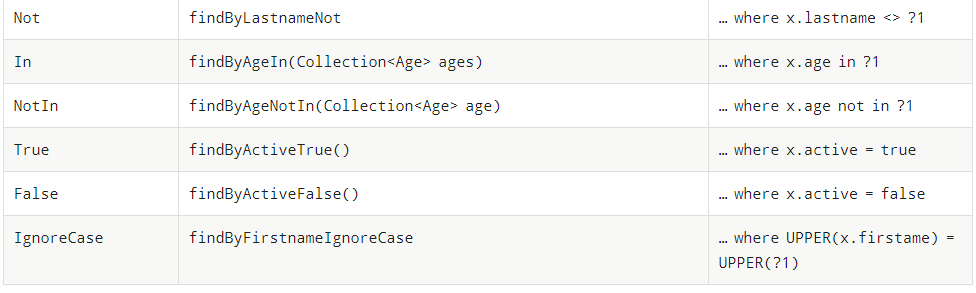 Not findByLastnameNot … where x.lastname <> ?1
In findByAgeIn(Collection<Age> ages) … where x.age in ?1
NotIn findByAgeNotIn(Collection<Age> age) … where x.age not in ?1
True findByActiveTrue() … where x.active = true
False findByActiveFalse() … where x.active = false
IgnoreCase findByFirstnameIgnoreCase … where UPPER(x.firstame) =
UPPER(?1)